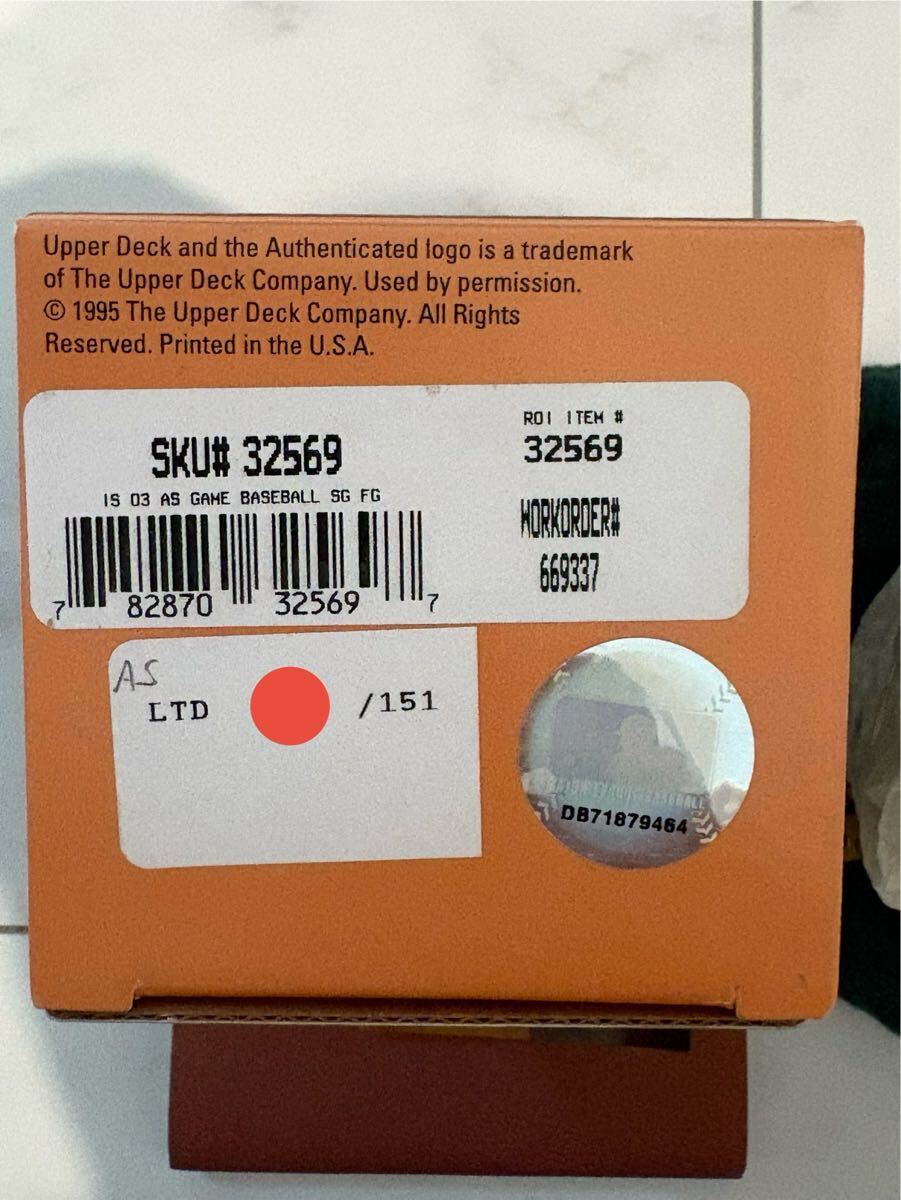 Upper Deck and the Authenticated logo is a trademark
of The Upper Deck Company. Used by permission.
© 1995 The Upper Deck Company. All Rights
Reserved. Printed in the U.S.A.
SKU# 32569
IS 03 AS GAME BASEBALL SG FG
7 82870 32569 7
ROI ITEM #
32569
WORKORDER#
669337
AS
LTD /151
DB71879464